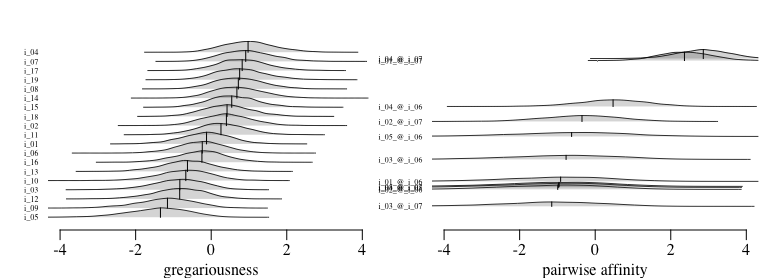 i_04
i_07
i_17
i_19
i_08
i_14
i_15
i_18
i_02
i_11
i_01
i_06
i_16
i_13
i_10
i_03
i_12
i_09
i_05
-4 -2 0 2 4
gregariousness
i_04_@_i_06
i_02_@_i_07
i_05_@_i_06
i_03_@_i_06
i_01_@_i_06
i_03_@_i_07
-4 -2 0 2 4
pairwise affinity